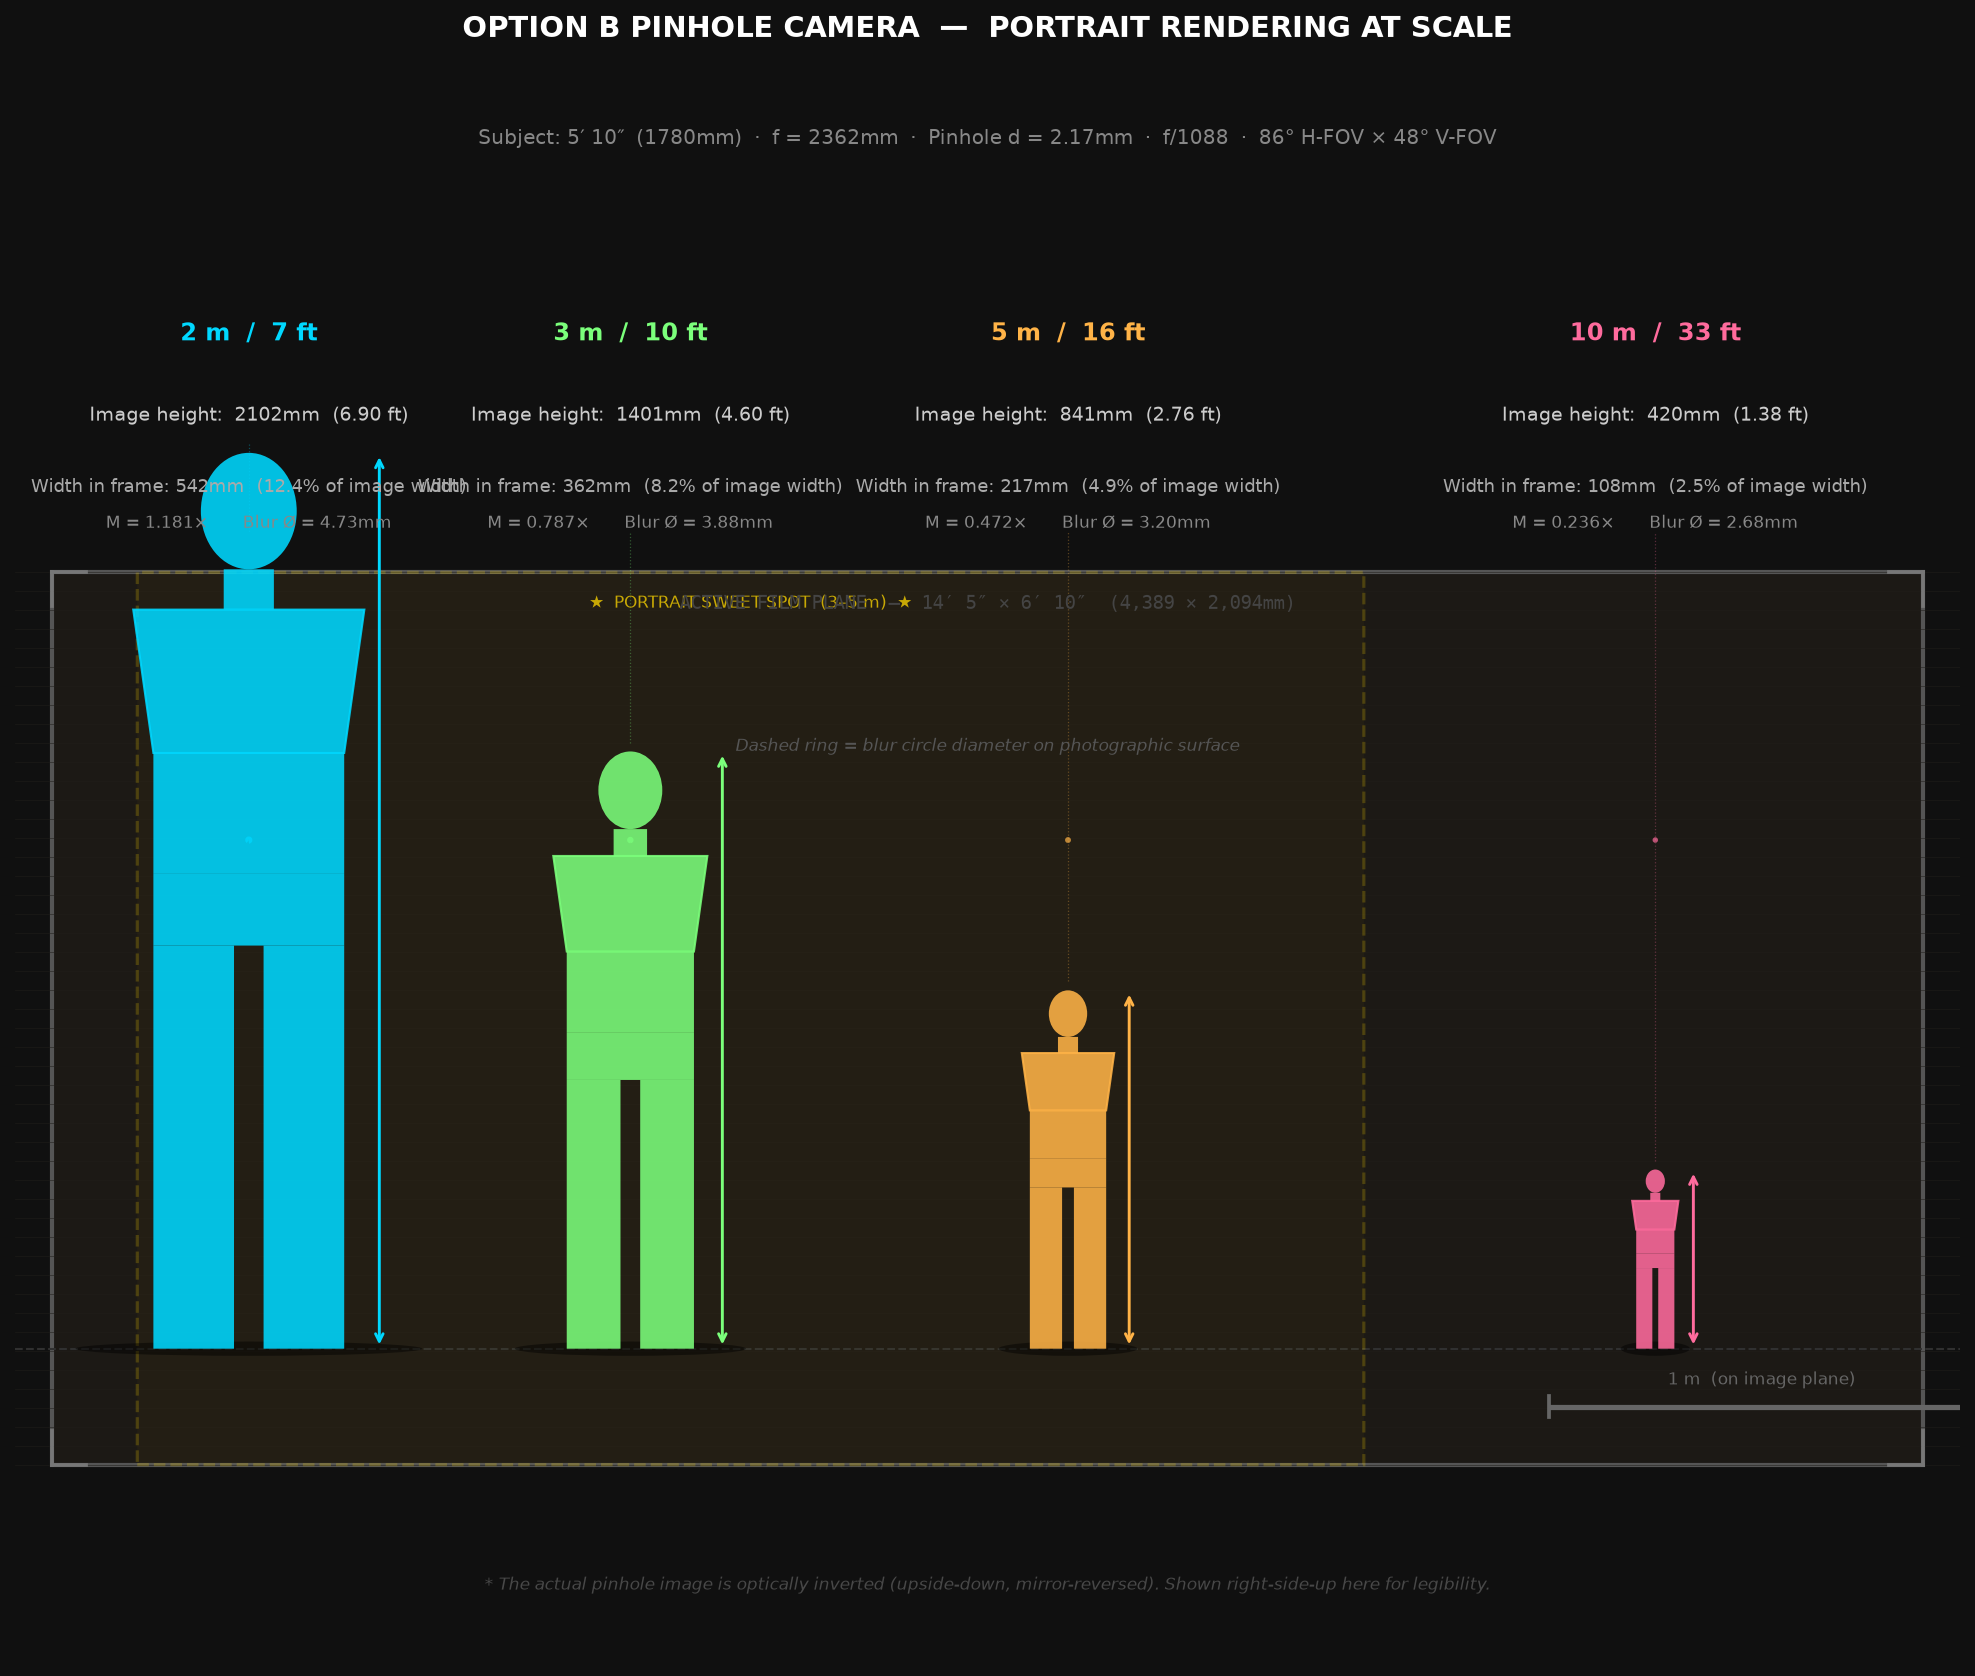 OPTION B PINHOLE CAMERA — PORTRAIT RENDERING AT SCALE
Subject: 5′ 10″ (1780mm) · f = 2362mm · Pinhole d = 2.17mm · f/1088 · 86° H-FOV × 48° V-FOV
2 m / 7 ft
3 m / 10 ft
5 m / 16 ft
10 m / 33 ft
Image height: 2102mm (6.90 ft)
Image height: 1401mm (4.60 ft)
Image height: 841mm (2.76 ft)
Image height: 420mm (1.38 ft)
Width in frame: 542mm (12.4% of image width)
Width in frame: 362mm (8.2% of image width)
Width in frame: 217mm (4.9% of image width)
Width in frame: 108mm (2.5% of image width)
M = 1.181× Blur Ø = 4.73mm
M = 0.787× Blur Ø = 3.88mm
M = 0.472× Blur Ø = 3.20mm
M = 0.236× Blur Ø = 2.68mm
★ PORTRAIT SWEET SPOT (3–5 m) ★
ACTIVE FILM PLANE — 14′ 5″ × 6′ 10″ (4,389 × 2,094mm)
Dashed ring = blur circle diameter on photographic surface
1 m (on image plane)
* The actual pinhole image is optically inverted (upside-down, mirror-reversed). Shown right-side-up here for legibility.